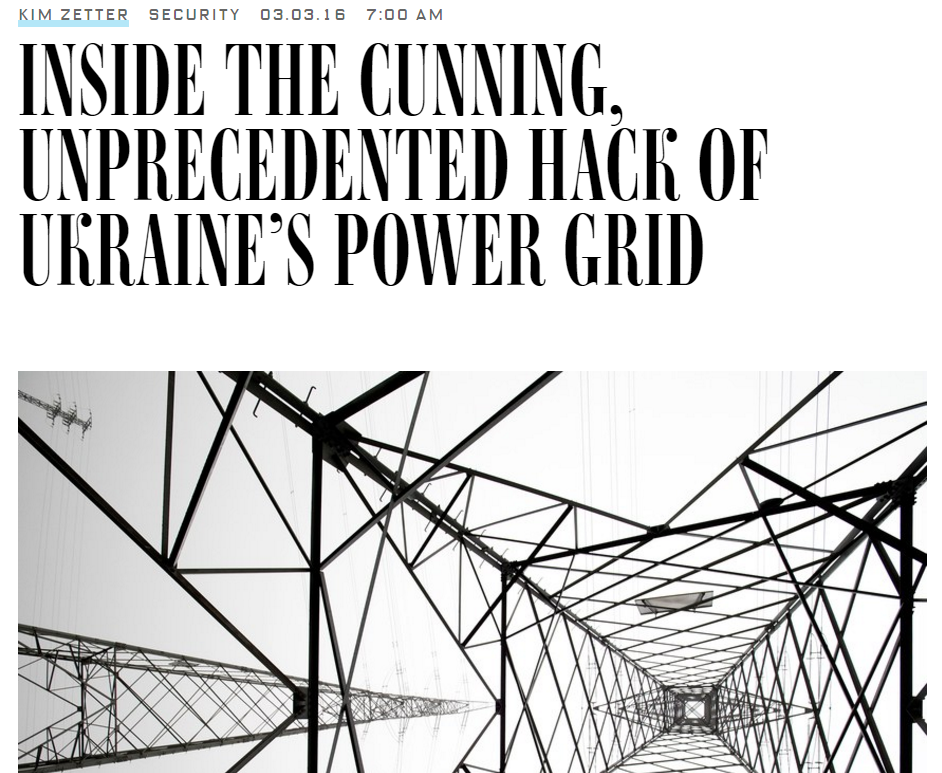 KIM ZETTER SECURITY 03.03.16 7:00 AM
INSIDE THE CUNNING,
UNPRECEDENTED HACK OF
UKRAINE’S POWER GRID